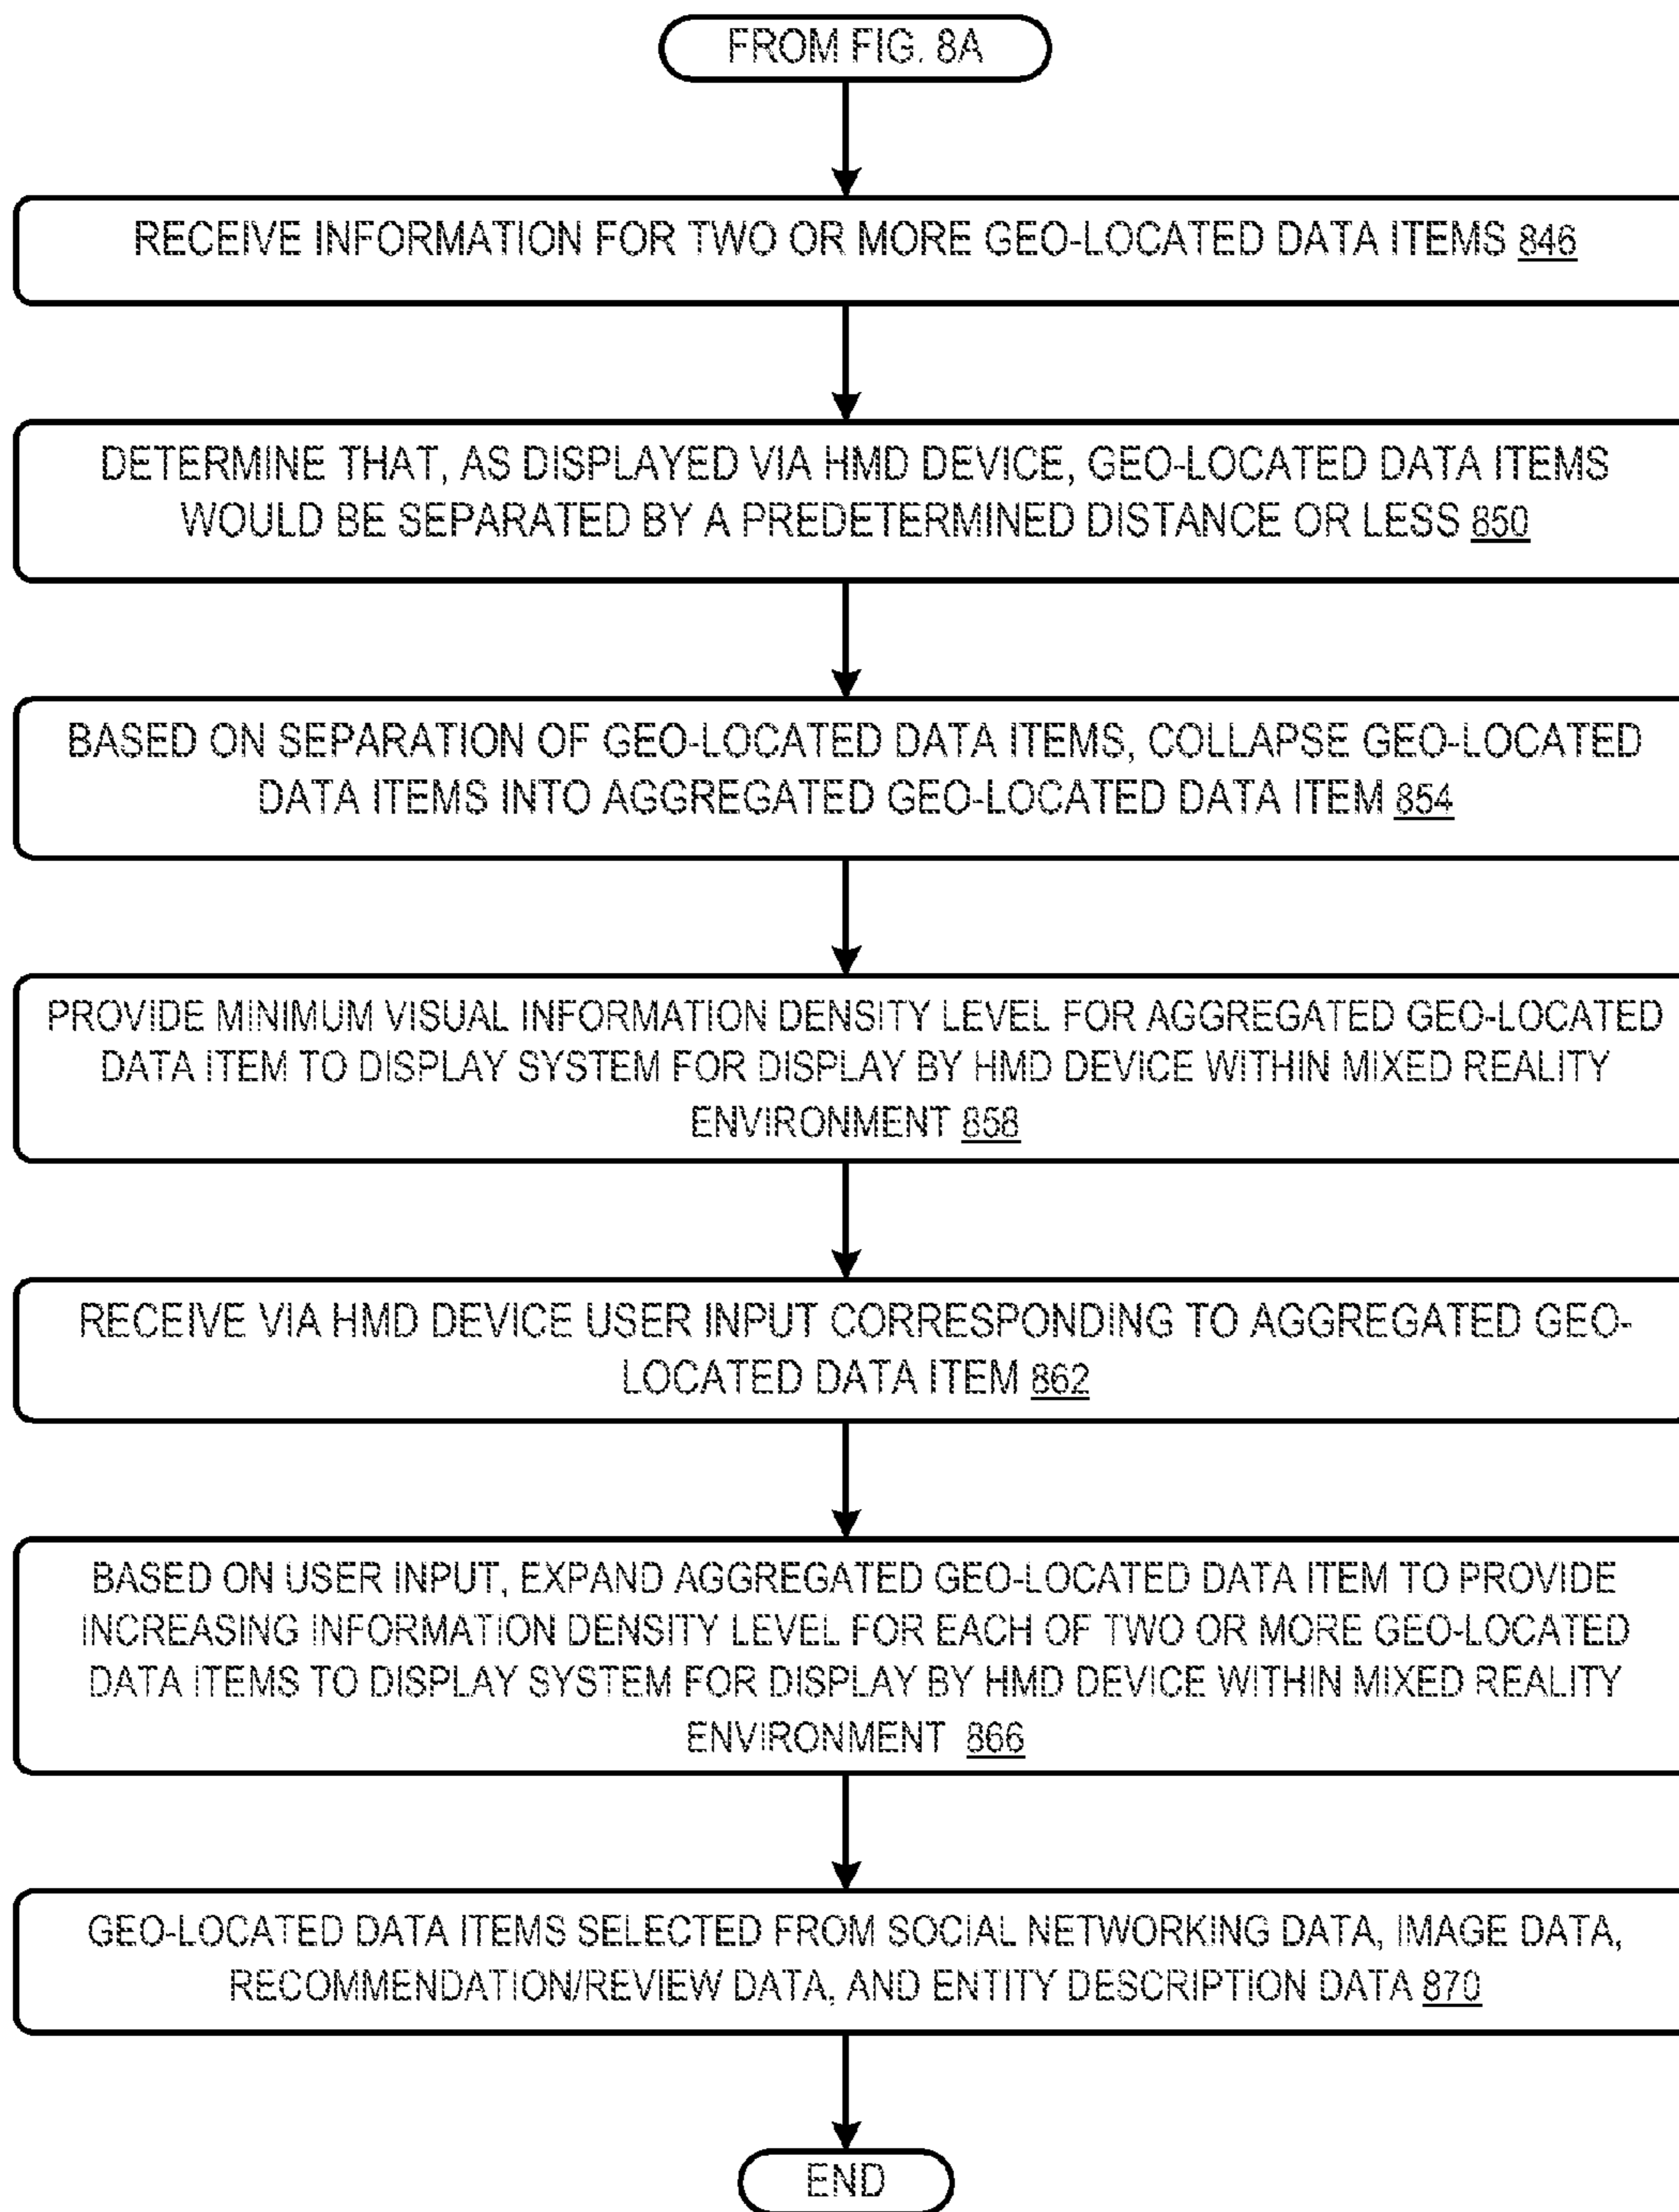 FROM FIG. 8A
RECEIVE INFORMATION FOR TWO OR MORE GEO-LOCATED DATA ITEMS 846
DETERMINE THAT, AS DISPLAYED VIA HMD DEVICE, GEO-LOCATED DATA ITEMS
WOULD BE SEPARATED BY A PREDETERMINED DISTANCE OR LESS 850
BASED ON SEPARATION OF GEO-LOCATED DATA ITEMS, COLLAPSE GEO-LOCATED
DATA ITEMS INTO AGGREGATED GEO-LOCATED DATA ITEM 854
PROVIDE MINIMUM VISUAL INFORMATION DENSITY LEVEL FOR AGGREGATED GEO-LOCATED
DATA ITEM TO DISPLAY SYSTEM FOR DISPLAY BY HMD DEVICE WITHIN MIXED REALITY
ENVIRONMENT 858
RECEIVE VIA HMD DEVICE USER INPUT CORRESPONDING TO AGGREGATED GEO-
LOCATED DATA ITEM 862
BASED ON USER INPUT, EXPAND AGGREGATED GEO-LOCATED DATA ITEM TO PROVIDE
INCREASING INFORMATION DENSITY LEVEL FOR EACH OF TWO OR MORE GEO-LOCATED
DATA ITEMS TO DISPLAY SYSTEM FOR DISPLAY BY HMD DEVICE WITHIN MIXED REALITY
ENVIRONMENT 866
GEO-LOCATED DATA ITEMS SELECTED FROM SOCIAL NETWORKING DATA, IMAGE DATA,
RECOMMENDATION/REVIEW DATA, AND ENTITY DESCRIPTION DATA 870
END